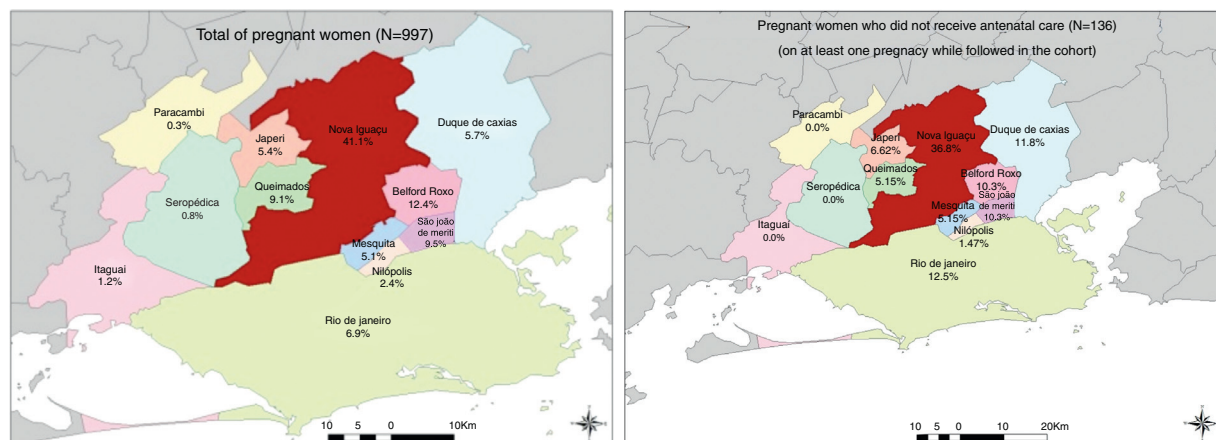 Total of pregnant women (N=997)
Paracambi
0.3%
Japeri
5.4%
Nova Iguaçu
41.1%
Duque de caxias
5.7%
Queimados
9.1%
Seropédica
0.8%
Belford Roxo
12.4%
São joão
de meriti
9.5%
Mesquita
5.1%
Nilópolis
2.4%
Itaguai
1.2%
Rio de janeiro
6.9%
10 5 0 10Km
Pregnant women who did not receive antenatal care (N=136)
(on at least one pregnacy while followed in the cohort)
Paracambi
0.0%
Japeri
6.62%
Nova Iguaçu
36.8%
Duque de caxias
11.8%
Queimados
5.15%
Seropédica
0.0%
Belford Roxo
10.3%
São joão
de meriti
10.3%
Mesquita
5.15%
Nilópolis
1.47%
Itaguai
0.0%
Rio de janeiro
12.5%
10 5 0 10 20Km